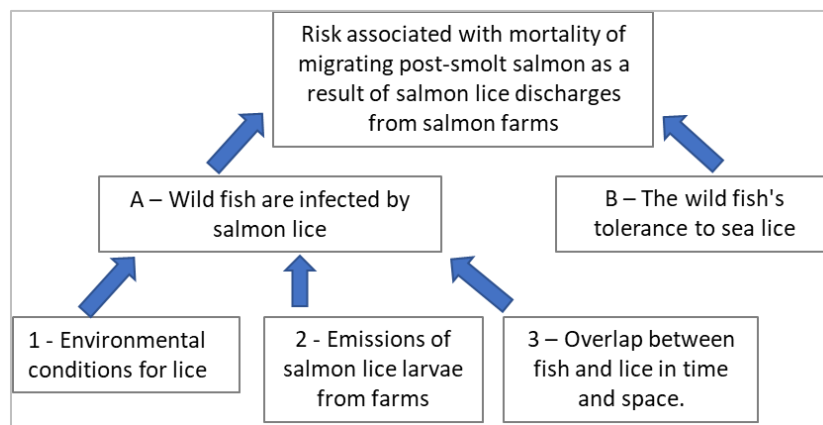 Risk associated with mortality of
migrating post-smolt salmon as a
result of salmon lice discharges
from salmon farms
A – Wild fish are infected by
salmon lice
B – The wild fish's
tolerance to sea lice
1 - Environmental
conditions for lice
2 - Emissions of
salmon lice larvae
from farms
3 – Overlap between
fish and lice in time
and space.